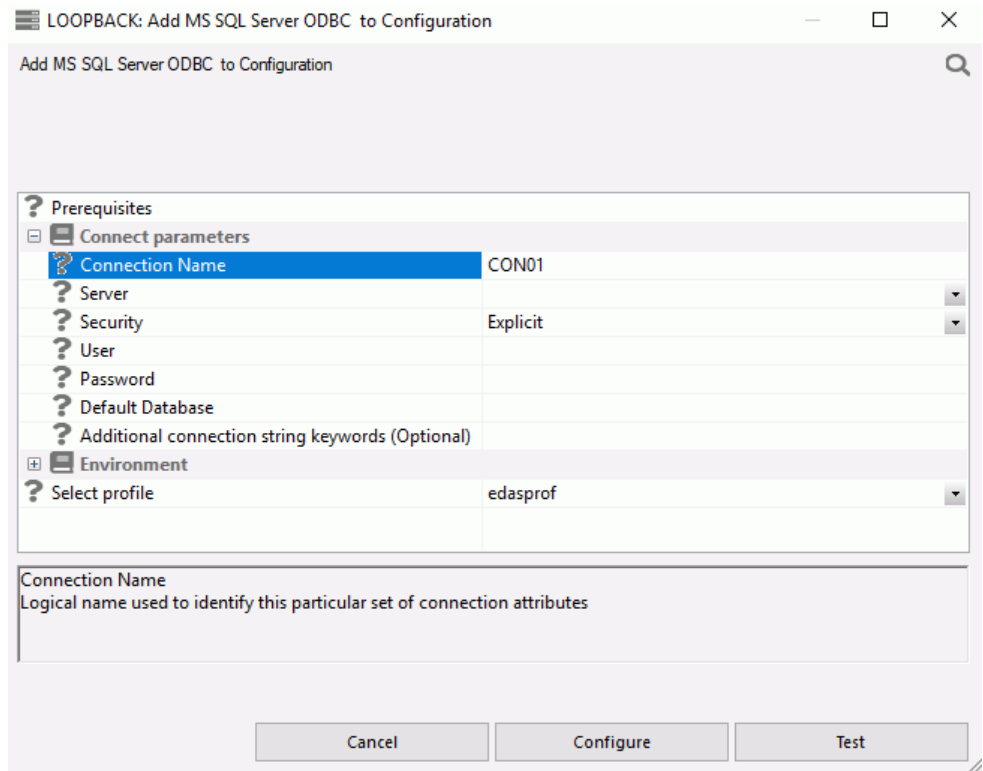 LOOPBACK: Add MS SQL Server ODBC  to Configuration
Add MS SQL Server ODBC  to Configuration
Prerequisites
Connect parameters
Connection Name CON01
Server
Security Explicit
User
Password
Default Database
Additional connection string keywords (Optional)
Environment
Select profile edasprof
Connection Name
Logical name used to identify this particular set of connection attributes
Cancel Configure Test